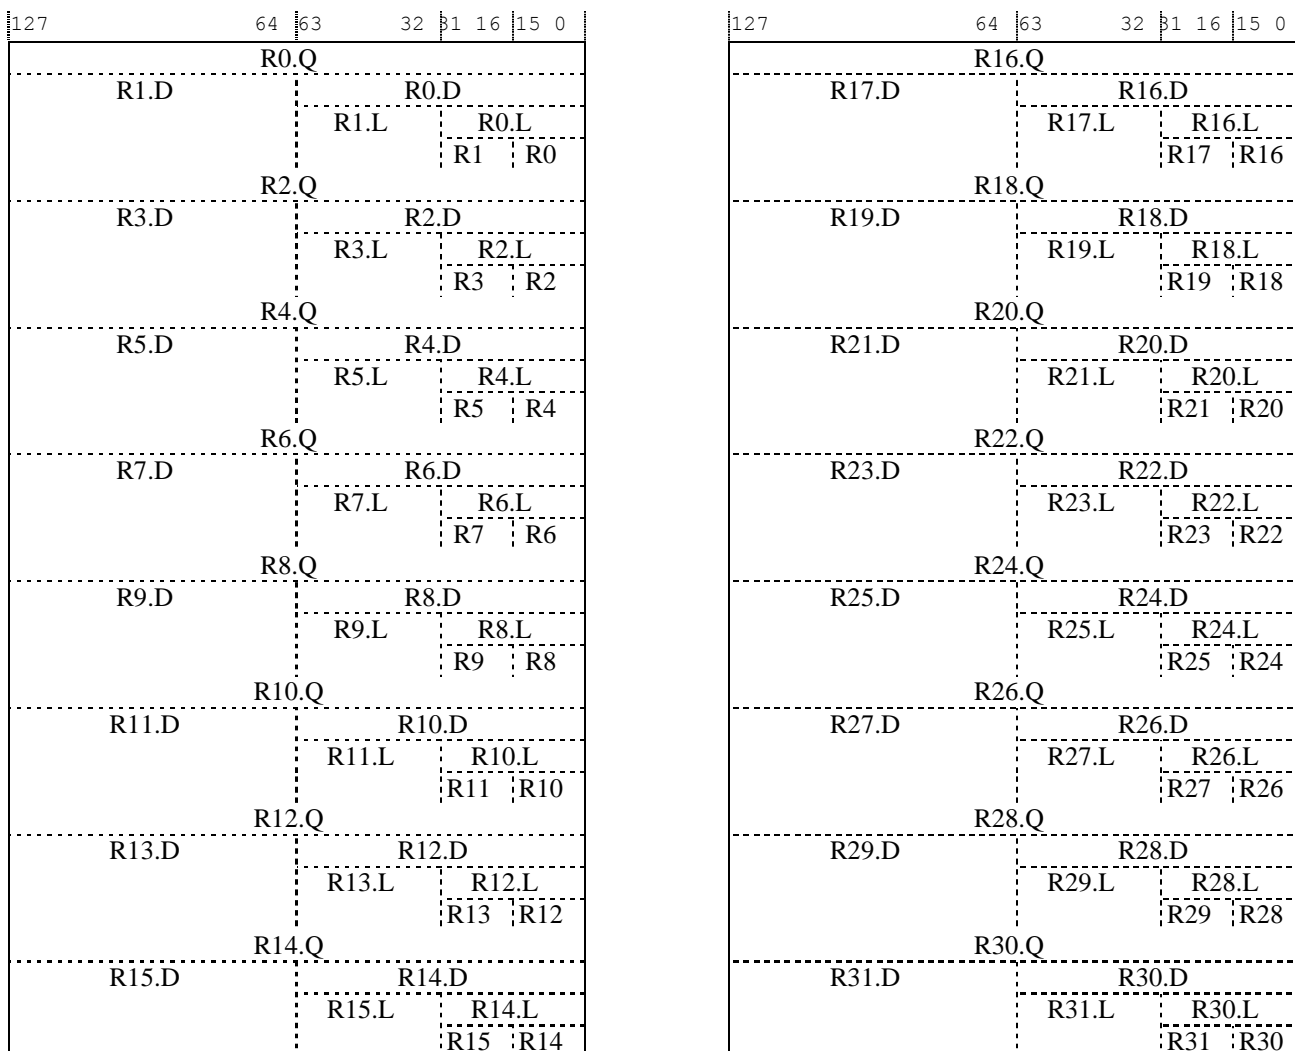 127 64 63 32 31 16 15 0 127 64 63 32 31 16 15 0
R0.Q R16.Q
R1.D R0.D R17.D R16.D
R1.L R0.L R17.L R16.L
R1 R0 R17 R16
R2.Q R18.Q
R3.D R2.D R19.D R18.D
R3.L R2.L R19.L R18.L
R3 R2 R19 R18
R4.Q R20.Q
R5.D R4.D R21.D R20.D
R5.L R4.L R21.L R20.L
R5 R4 R21 R20
R6.Q R22.Q
R7.D R6.D R23.D R22.D
R7.L R6.L R23.L R22.L
R7 R6 R23 R22
R8.Q R24.Q
R9.D R8.D R25.D R24.D
R9.L R8.L R25.L R24.L
R9 R8 R25 R24
R10.Q R26.Q
R11.D R10.D R27.D R26.D
R11.L R10.L R27.L R26.L
R11 R10 R27 R26
R12.Q R28.Q
R13.D R12.D R29.D R28.D
R13.L R12.L R29.L R28.L
R13 R12 R29 R28
R14.Q R30.Q
R15.D R14.D R31.D R30.D
R15.L R14.L R31.L R30.L
R15 R14 R31 R30